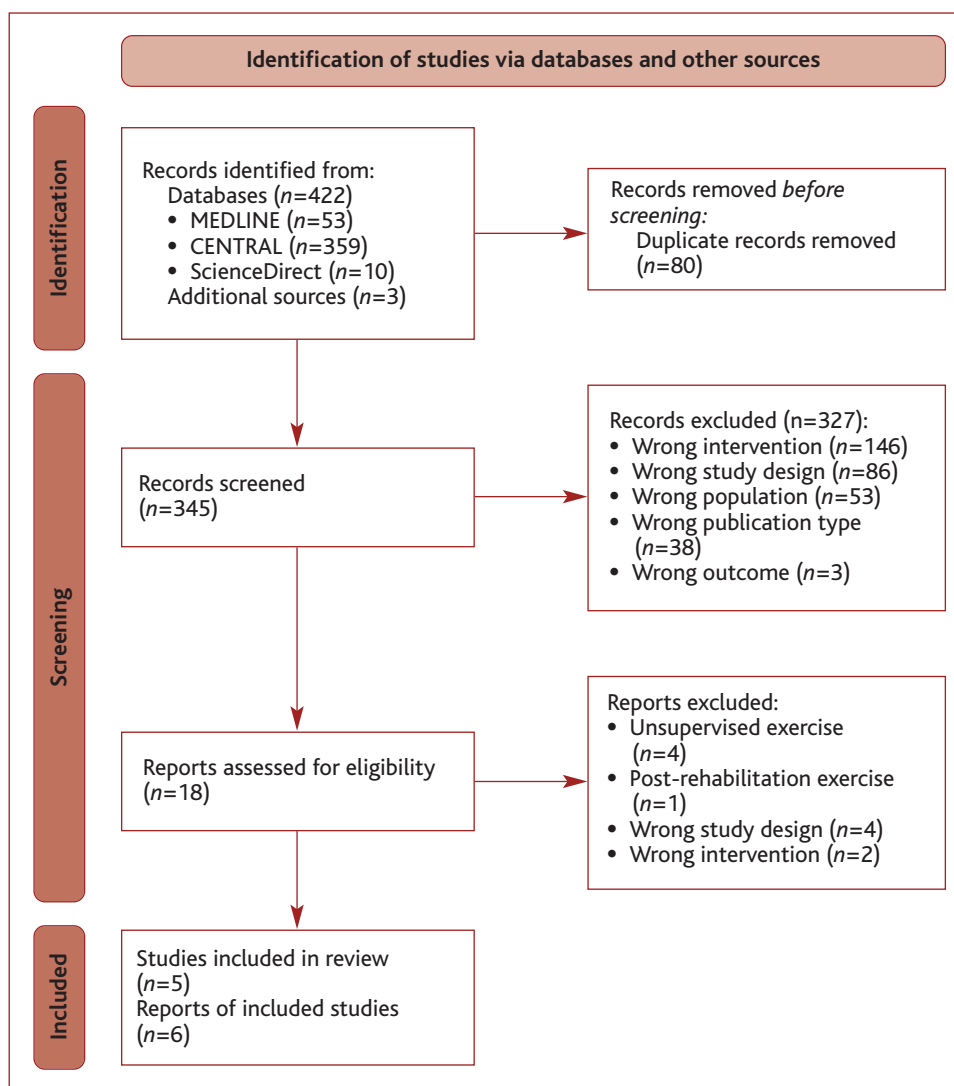 Identification of studies via databases and other sources
Identification
Records identified from:
Databases (n=422)
• MEDLINE (n=53)
• CENTRAL (n=359)
• ScienceDirect (n=10)
Additional sources (n=3)
Records removed before
screening:
Duplicate records removed
(n=80)
Screening
Records screened
(n=345)
Records excluded (n=327):
• Wrong intervention (n=146)
• Wrong study design (n=86)
• Wrong population (n=53)
• Wrong publication type
(n=38)
• Wrong outcome (n=3)
Reports assessed for eligibility
(n=18)
Reports excluded:
• Unsupervised exercise
(n=4)
• Post-rehabilitation exercise
(n=1)
• Wrong study design (n=4)
• Wrong intervention (n=2)
Included
Studies included in review
(n=5)
Reports of included studies
(n=6)